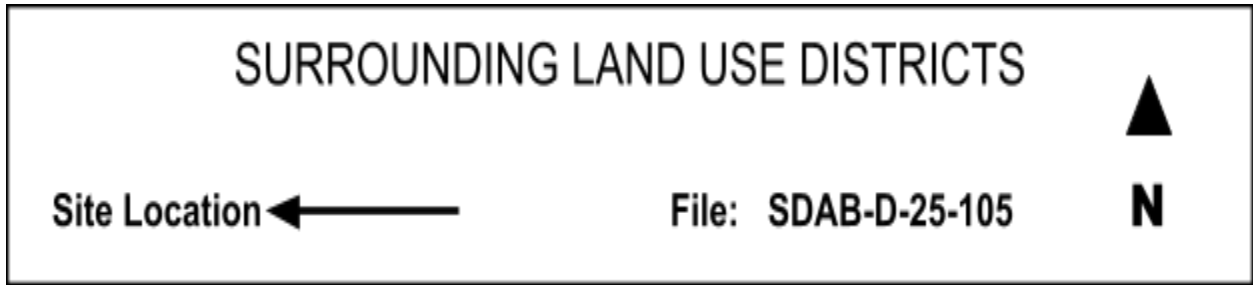 SURROUNDING LAND USE DISTRICTS
Site Location
File: SDAB-D-25-105
N